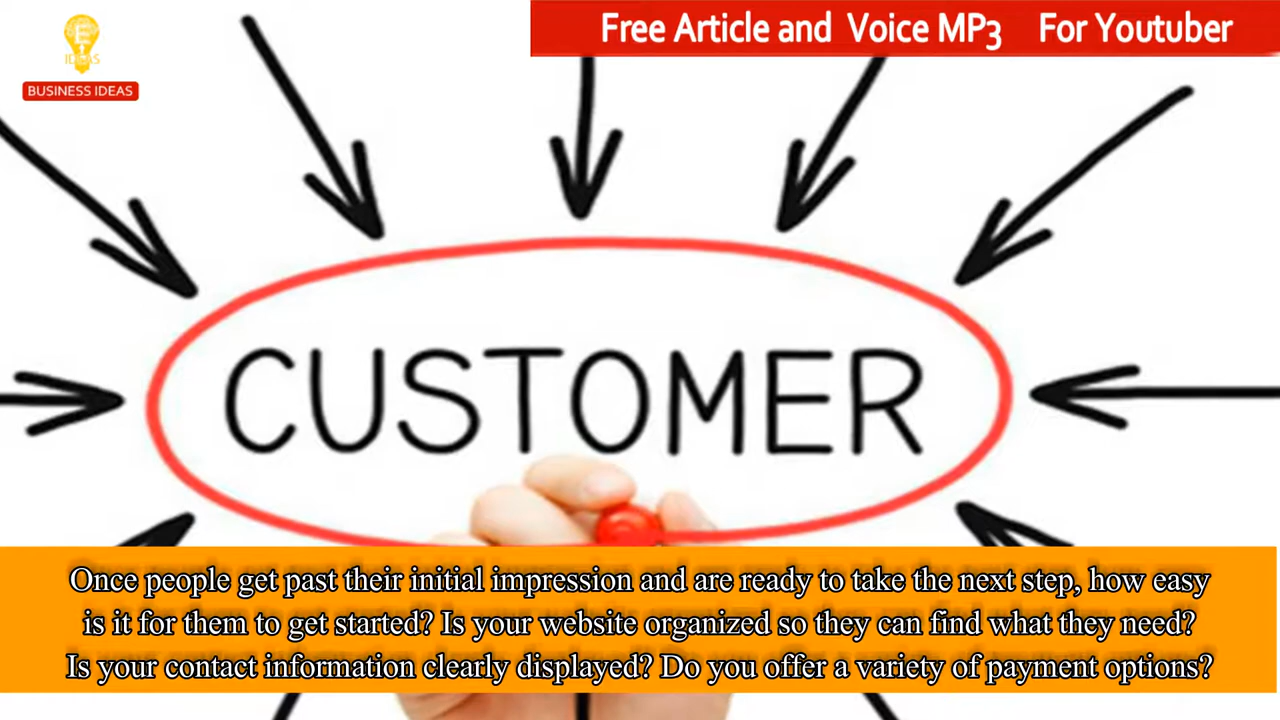 Free Article and Voice MP3 For Youtuber
E
IDEAS
BUSINESS IDEAS
CUSTOMER
Once people get past their initial impression and are ready to take the next step, how easy
is it for them to get started? Is your website organized so they can find what they need?
Is your contact information clearly displayed? Do you offer a variety of payment options?